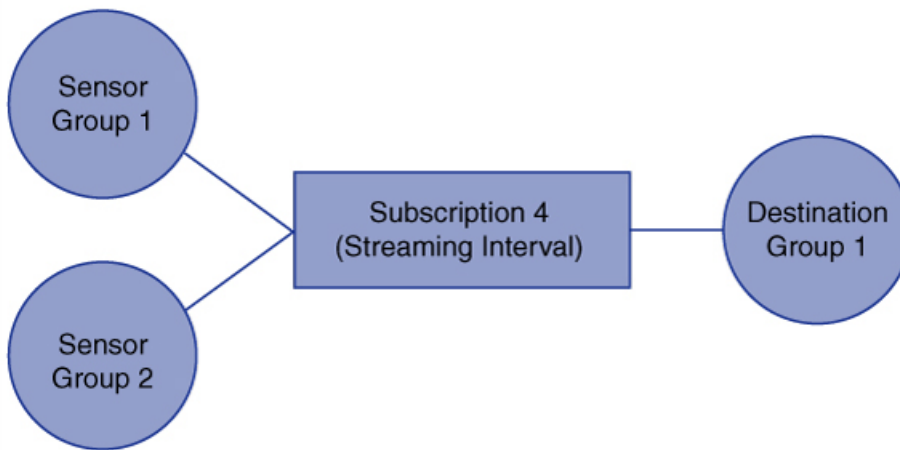 Sensor
Group 1
Subscription 4
(Streaming Interval)
Destination
Group 1
Sensor
Group 2